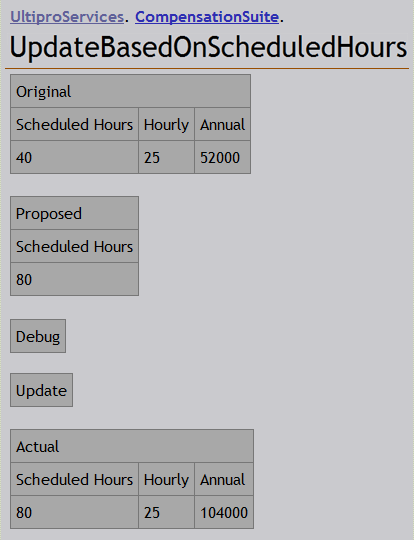 UltiproServices. CompensationSuite.
UpdateBasedOnScheduledHours
Original
Scheduled Hours Hourly Annual
40 25 52000
Proposed
Scheduled Hours
80
Debug
Update
Actual
Scheduled Hours Hourly Annual
80 25 104000